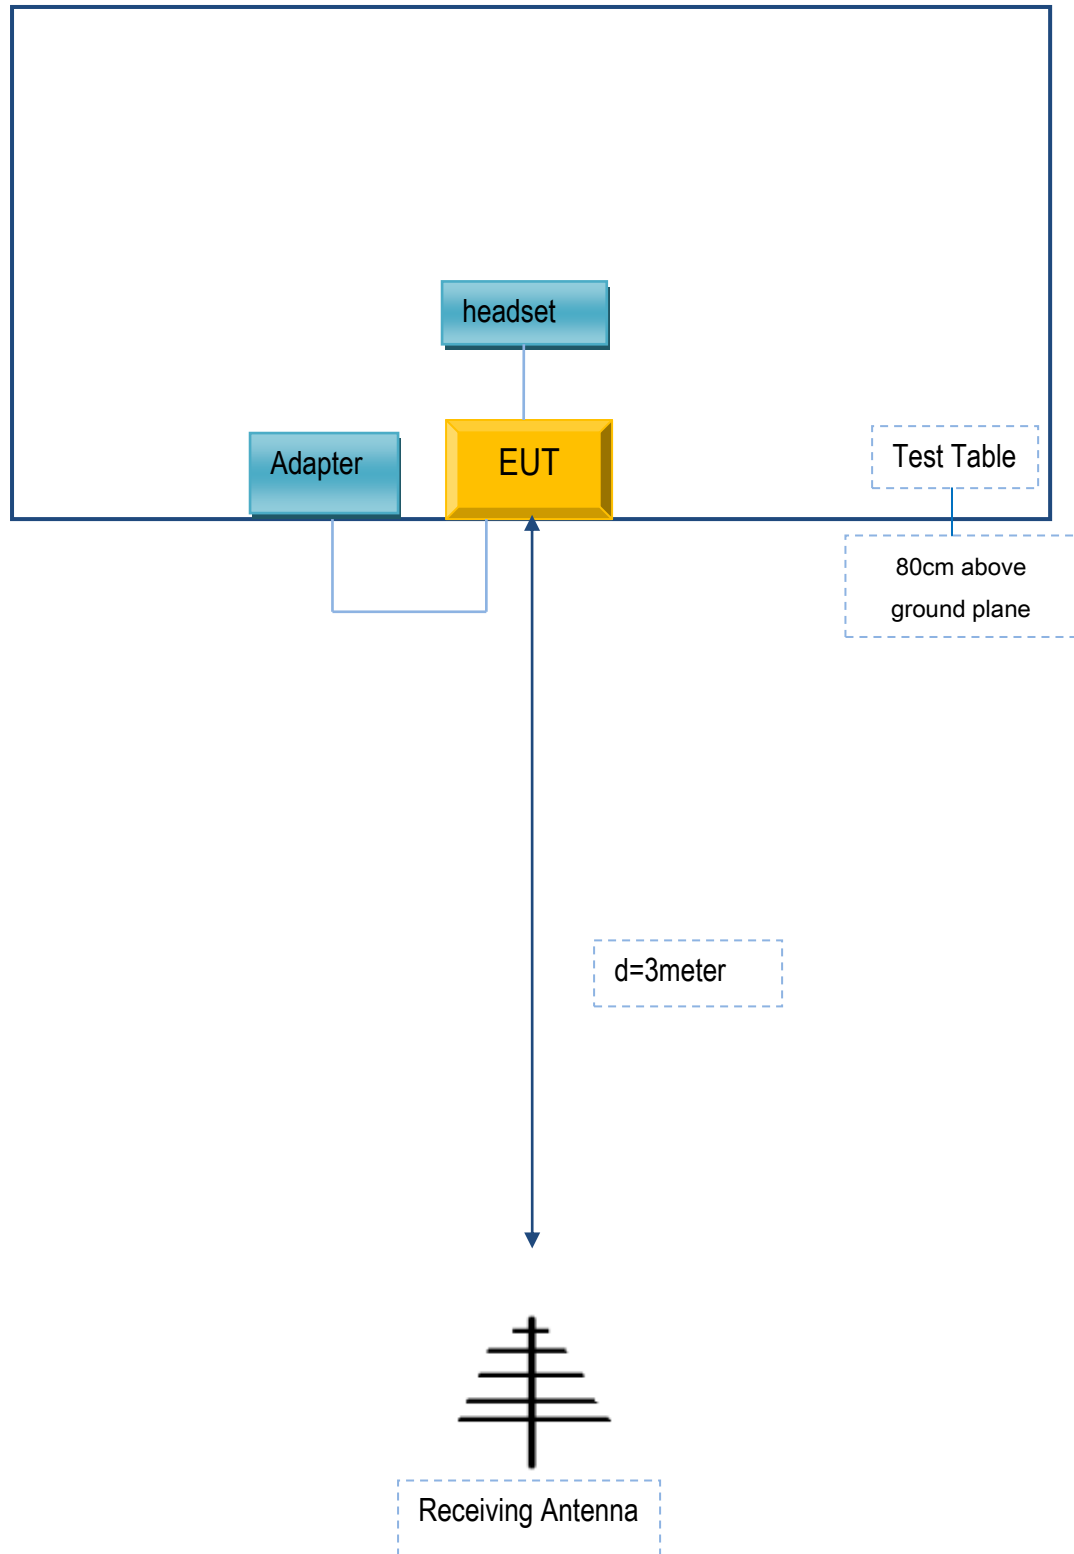 headset
Adapter
EUT
Test Table
80cm above
ground plane
d=3meter
Receiving Antenna